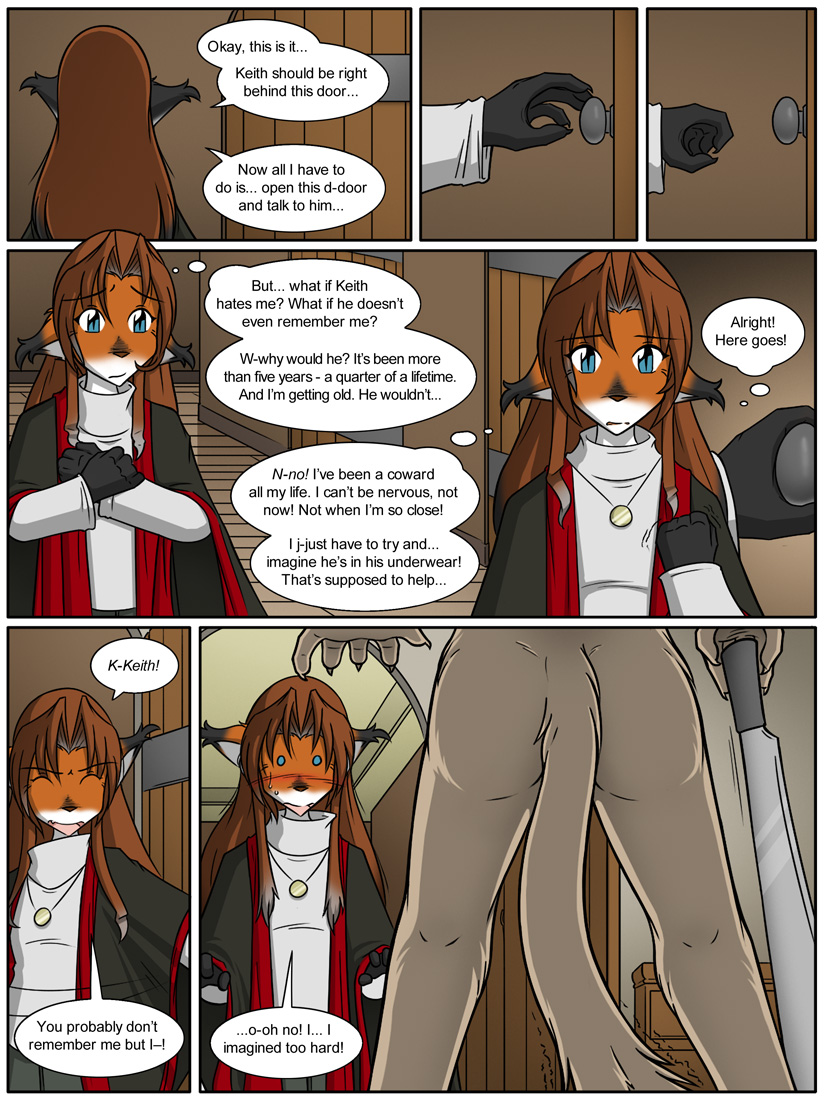 Okay, this is it...
Keith should be right
behind this door...
Now all I have to
do is... open this d-door
and talk to him...
But... what if Keith
hates me? What if he doesn't
even remember me?
W-why would he? It's been more
than five years - a quarter of a lifetime.
And I'm getting old. He wouldn't...
N-no! I've been a coward
all my life. I can't be nervous, not
now! Not when I'm so close!
I j-just have to try and...
imagine he's in his underwear!
That's supposed to help...
Alright!
Here goes!
K-Keith!
You probably don't
remember me but I–!
...o-oh no! I... I
imagined too hard!